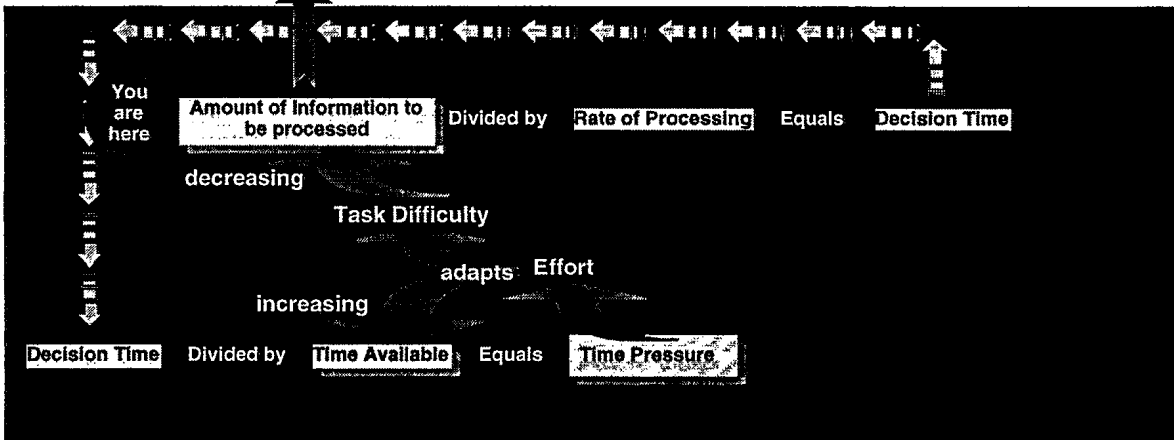 You
are
here
Amount of Information to
be processed
Divided by
Rate of Processing
Equals
Decision Time
decreasing
Task Difficulty
adapts
Effort
increasing
Decision Time
Divided by
Time Available
Equals
Time Pressure